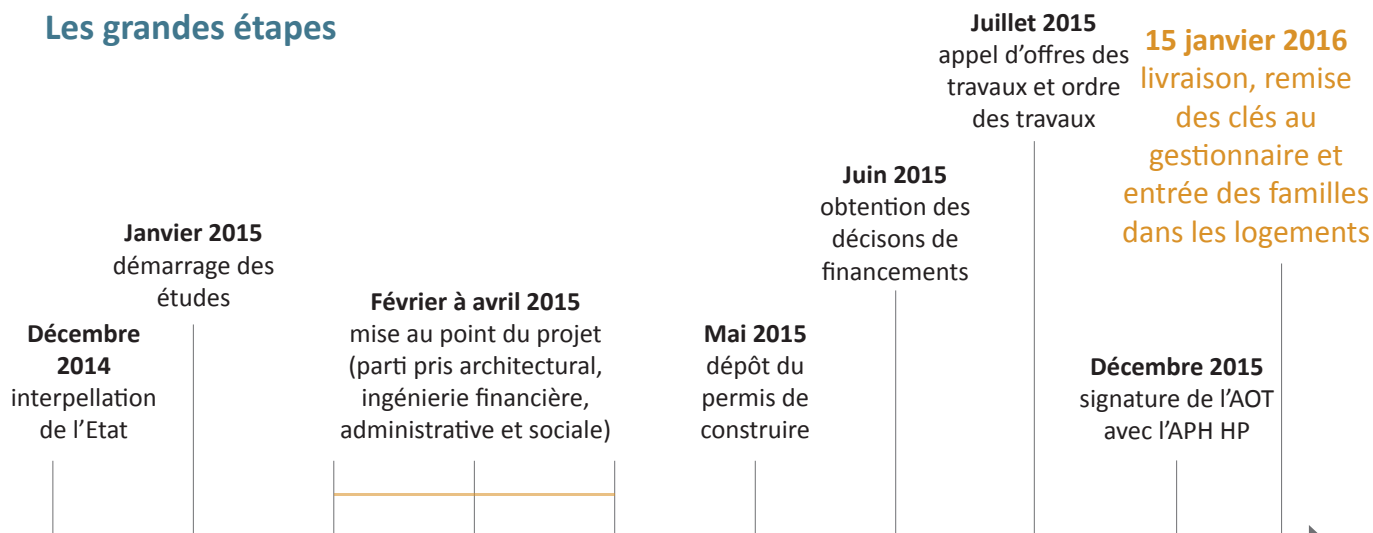 Les grandes étapes
Décembre
2014
interpellation
de l’Etat
Janvier 2015
démarrage des
études
Février à avril 2015
mise au point du projet
(parti pris architectural,
ingénierie financière,
administrative et sociale)
Mai 2015
dépôt du
permis de
construire
Juin 2015
obtention des
décisons de
financements
Juillet 2015
appel d’offres des
travaux et ordre
des travaux
Décembre 2015
signature de l’AOT
avec l’APH HP
15 janvier 2016
livraison, remise
des clés au
gestionnaire et
entrée des familles
dans les logements